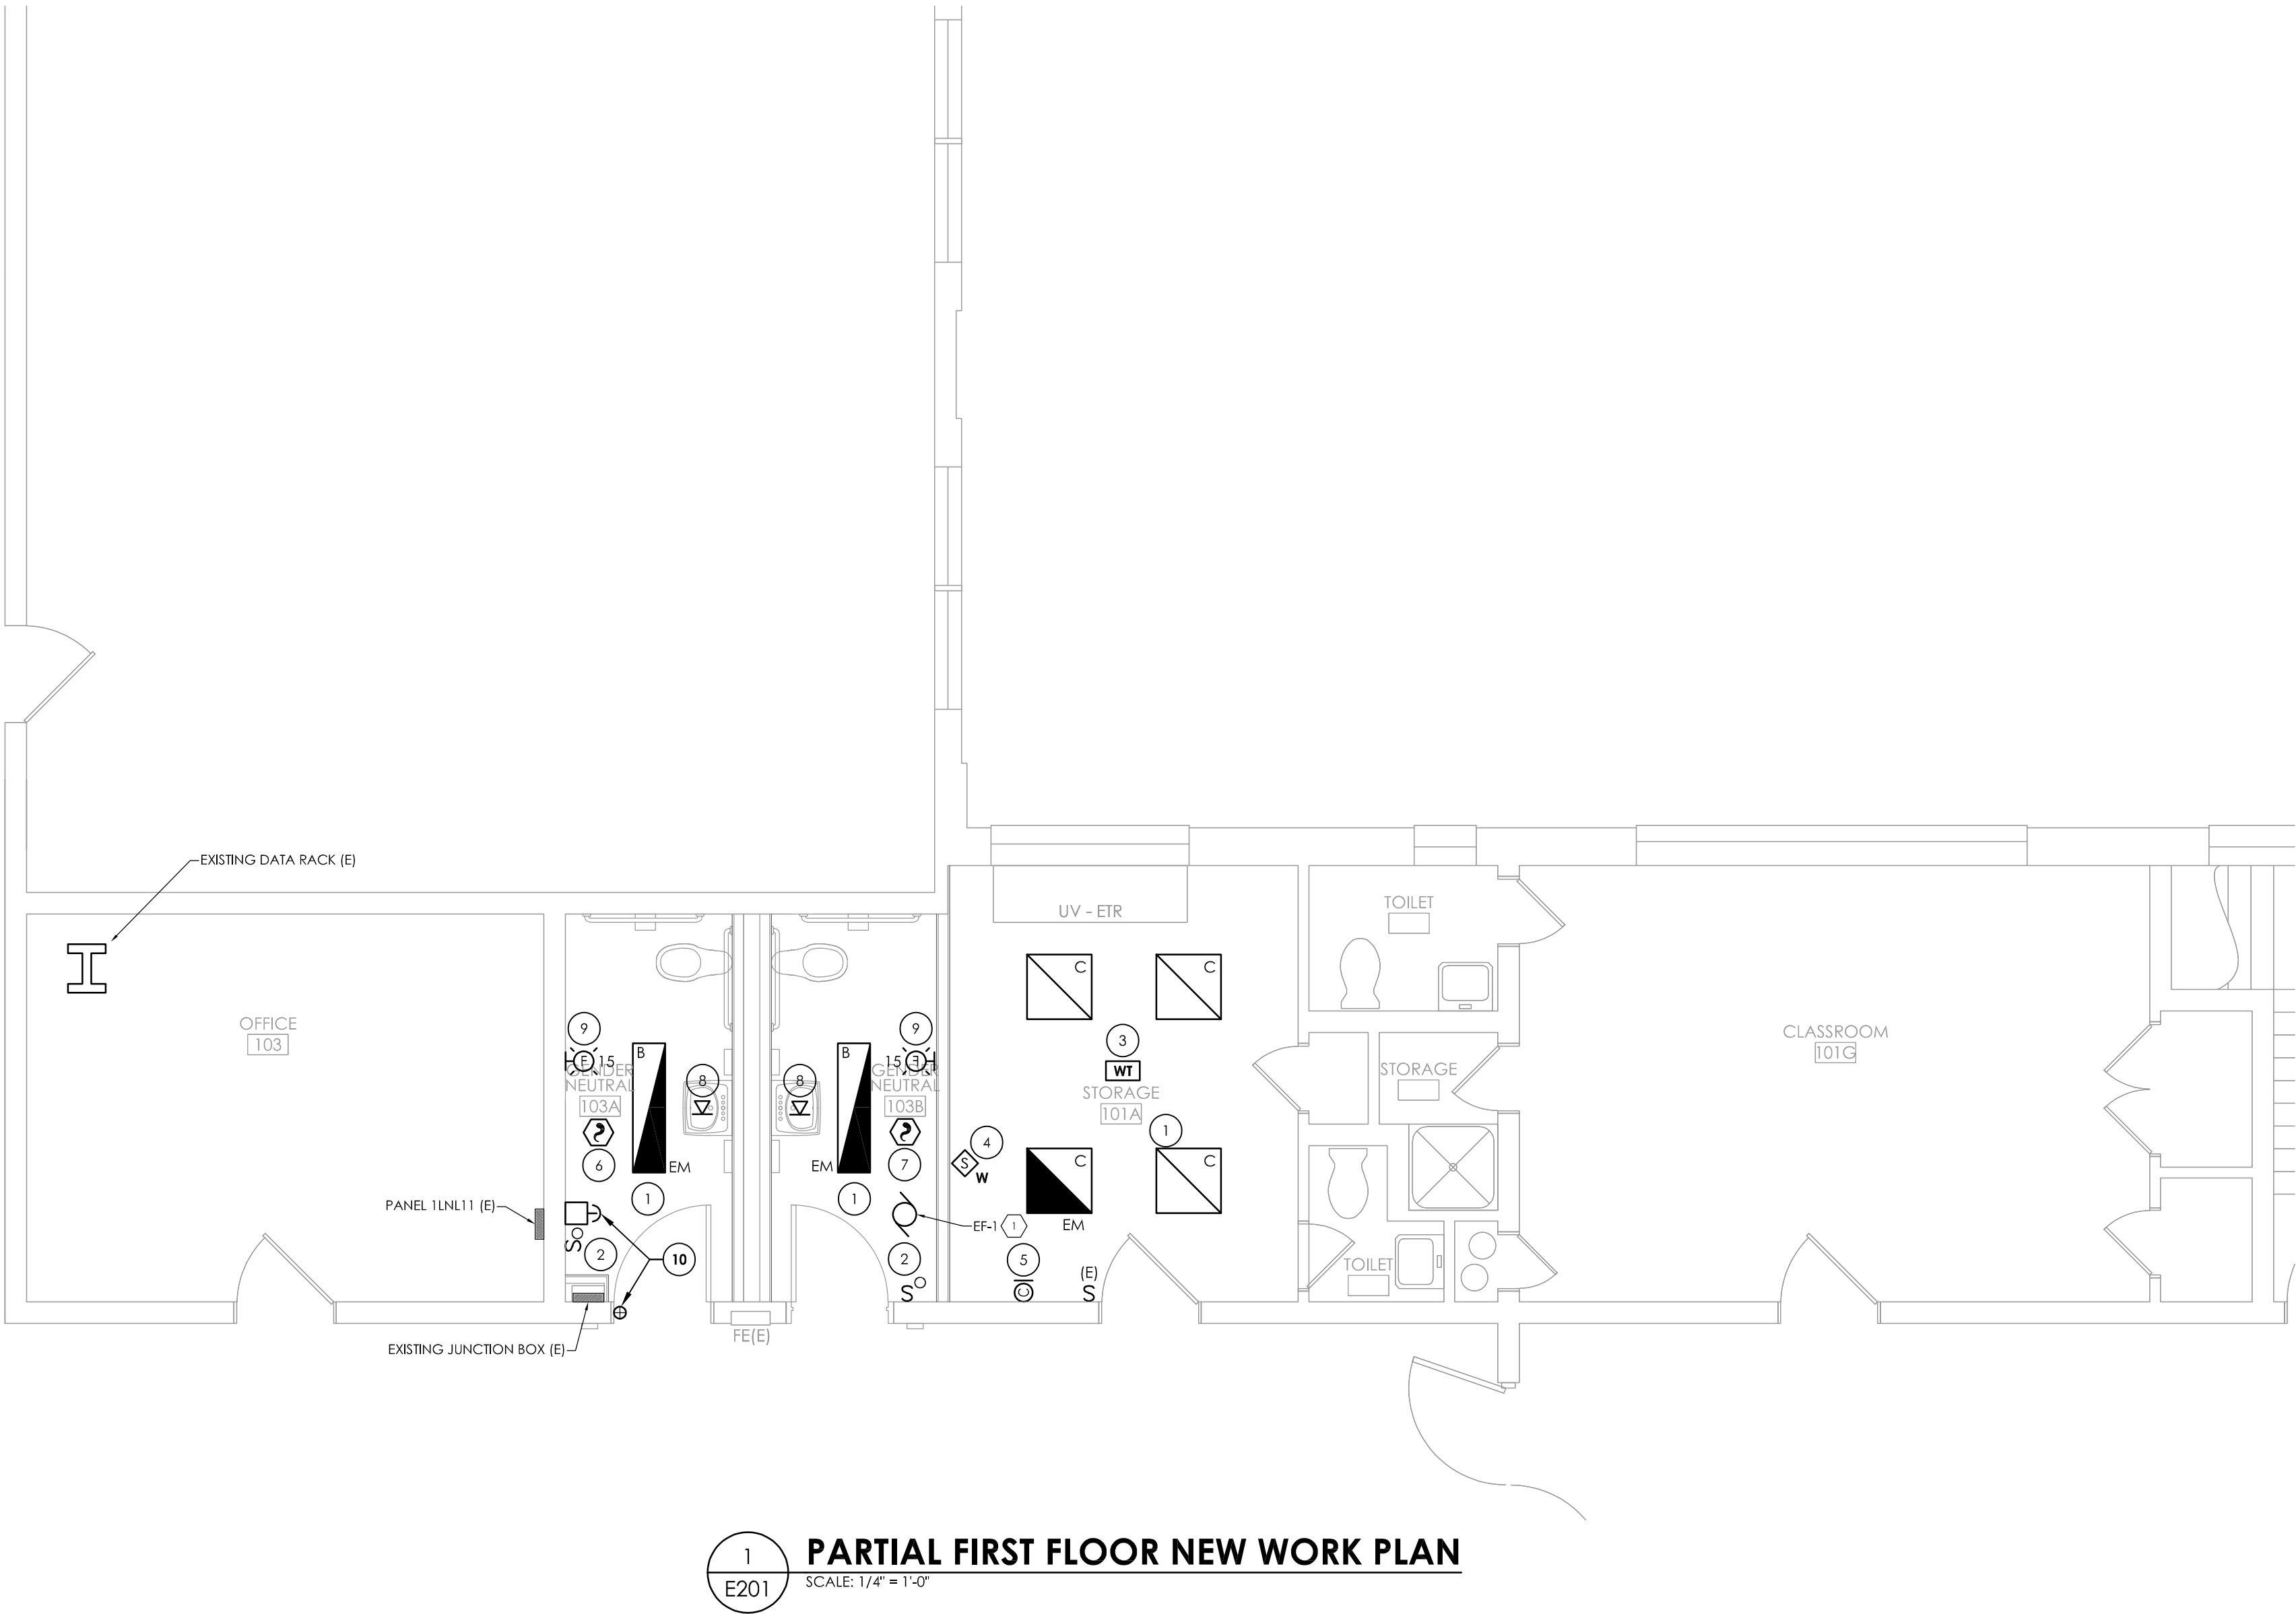 EXISTING DATA RACK (E)
UV - ETR
TOILET
C
C
OFFICE
103
9
9
CLASSROOM
101G
3
E 15
B
B
15 E
WT
STORAGE
GENDER
NEUTRAL
103A
8
8
GENDER
NEUTRAL
103B
STORAGE
101A
1
4
S
W
C
C
6
EM
EM
7
PANEL 1LNL11 (E)
1
1
EF-1
1
EM
S
2
10
2
5
(E)
TOILET
S
C
S
FE(E)
EXISTING JUNCTION BOX (E)
1
E201
PARTIAL FIRST FLOOR NEW WORK PLAN
SCALE: 1/4" = 1'-0"